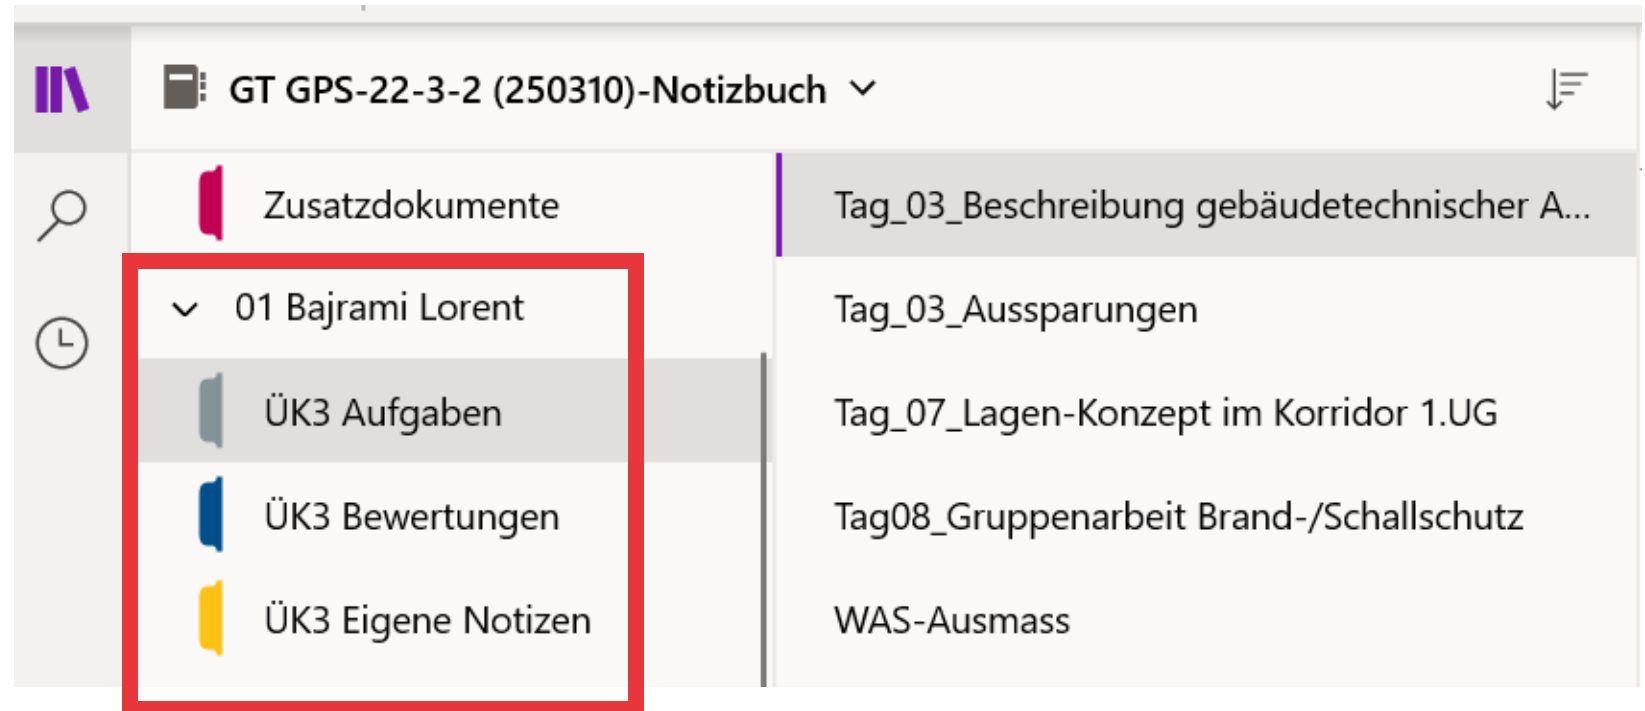 GT GPS-22-3-2 (250310)-Notizbuch
Zusatzdokumente
01 Bajrami Lorent
ÜK3 Aufgaben
ÜK3 Bewertungen
ÜK3 Eigene Notizen
Tag_03_Beschreibung gebäudetechnischer A...
Tag_03_Aussparungen
Tag_07_Lagen-Konzept im Korridor 1.UG
Tag08_Gruppenarbeit Brand-/Schallschutz
WAS-Ausmass